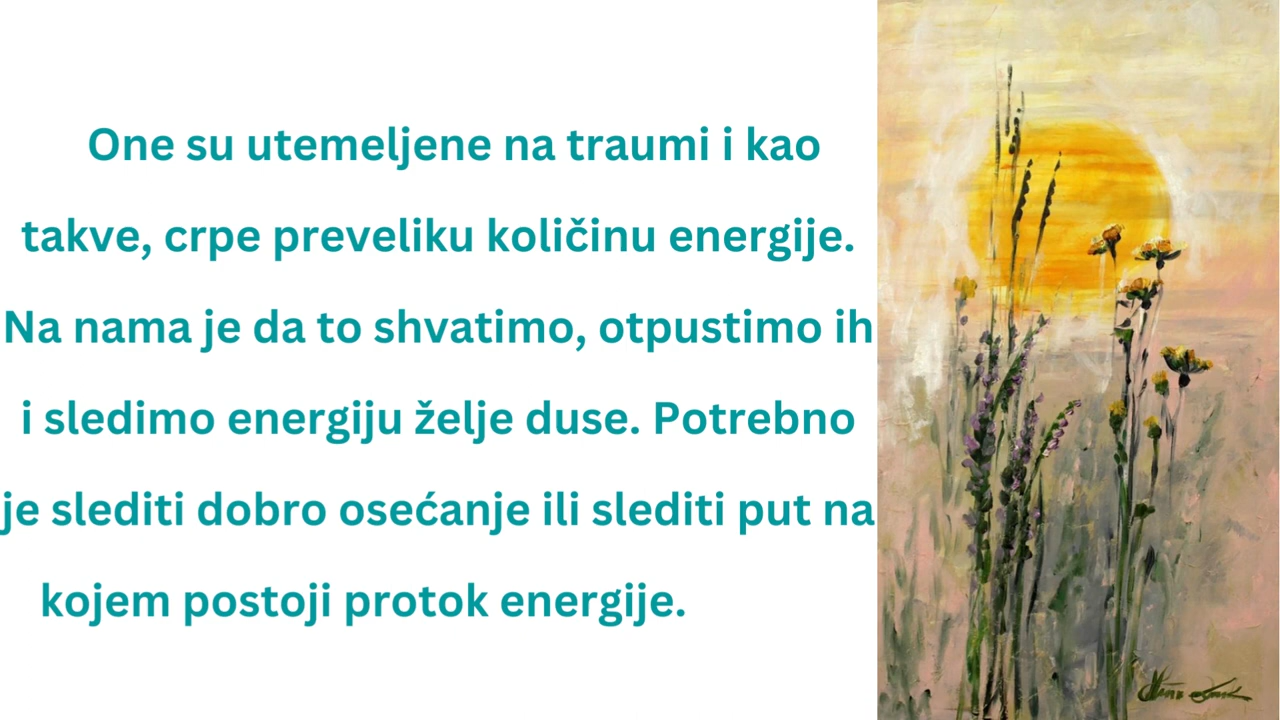 One su utemeljene na traumi i kao
takve, crpe preveliku količinu energije.
Na nama je da to shvatimo, otpustimo ih
i sledimo energiju želje duse. Potrebno
je slediti dobro osećanje ili slediti put na
kojem postoji protok energije.